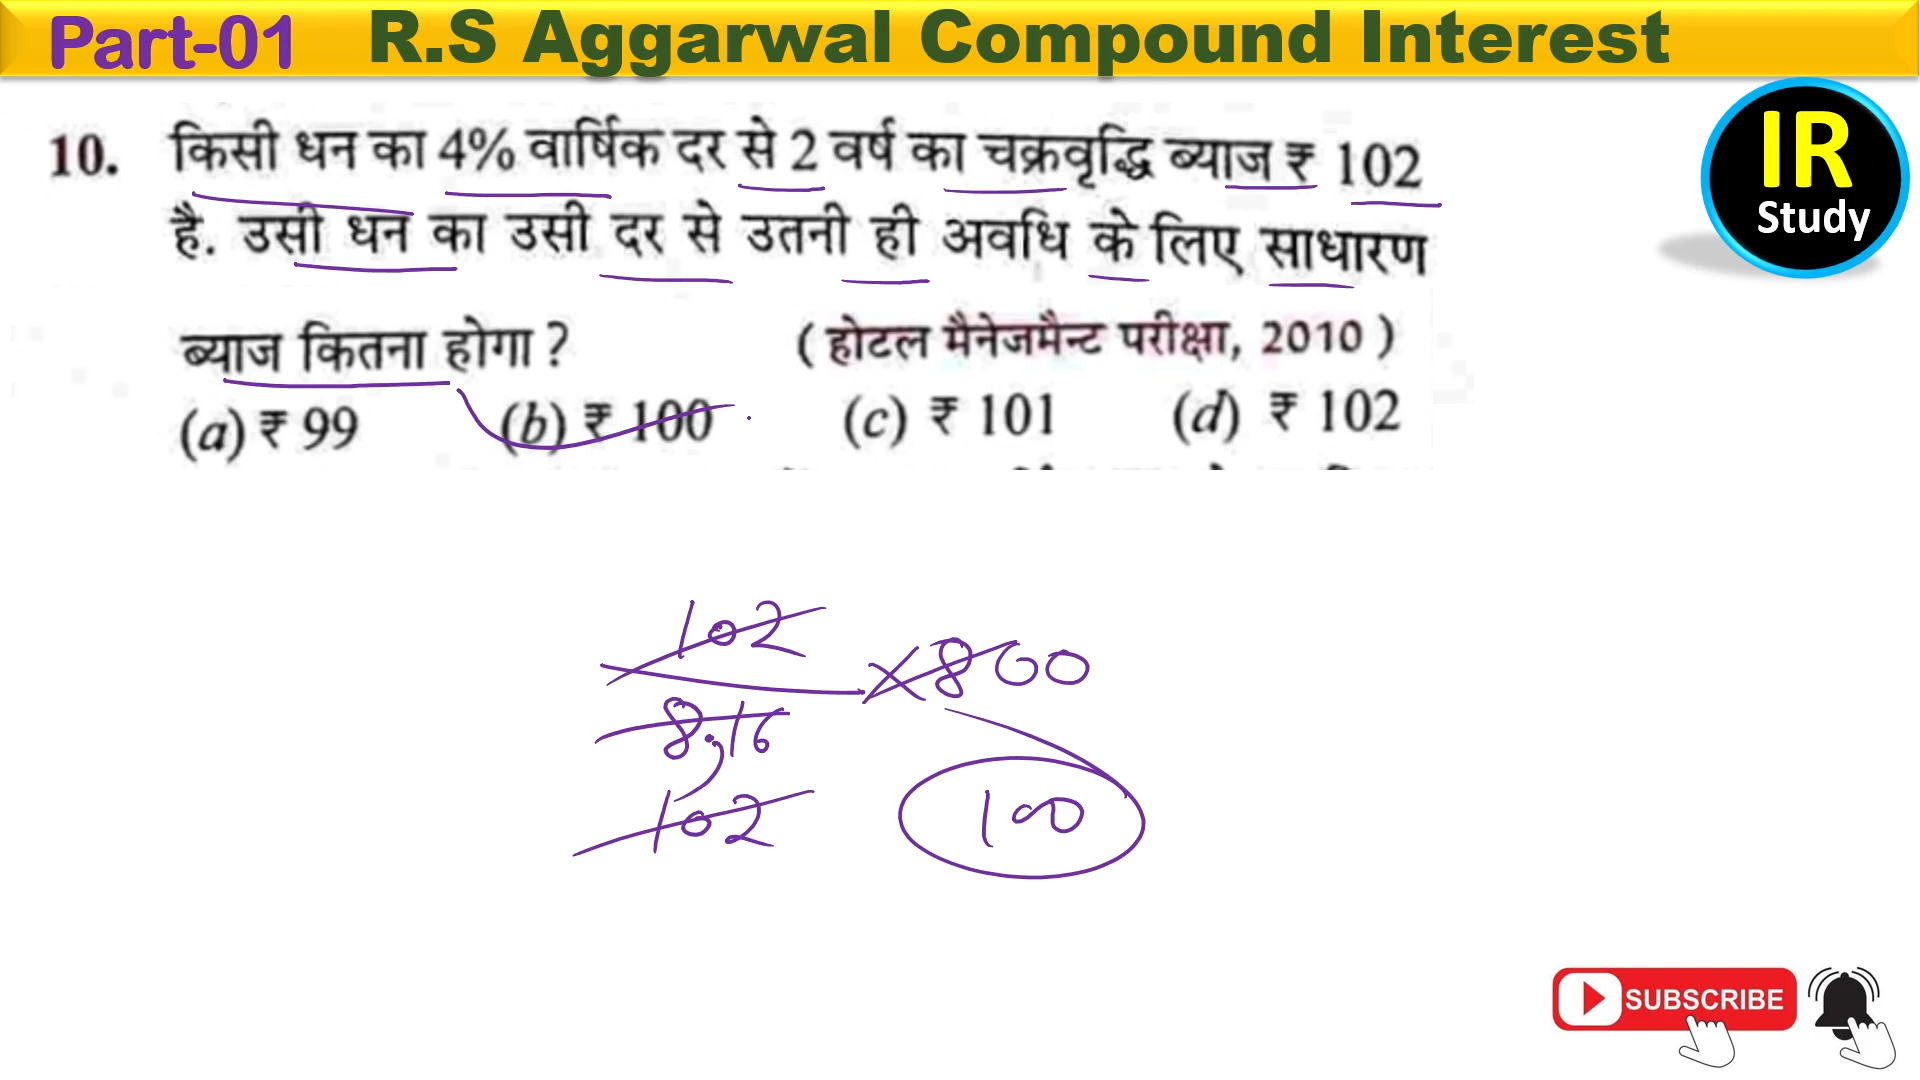 Part-01 R.S Aggarwal Compound Interest
IR
Study
10. किसी धन का 4% वार्षिक दर से 2 वर्ष का चक्रवृद्धि ब्याज ₹ 102
है. उसी धन का उसी दर से उतनी ही अवधि के लिए साधारण
ब्याज कितना होगा ? ( होटल मैनेजमैन्ट परीक्षा, 2010 )
(a) ₹ 99 (b) ₹ 100 (c) ₹ 101 (d) ₹ 102
102
×800
8.16
102
100
SUBSCRIBE